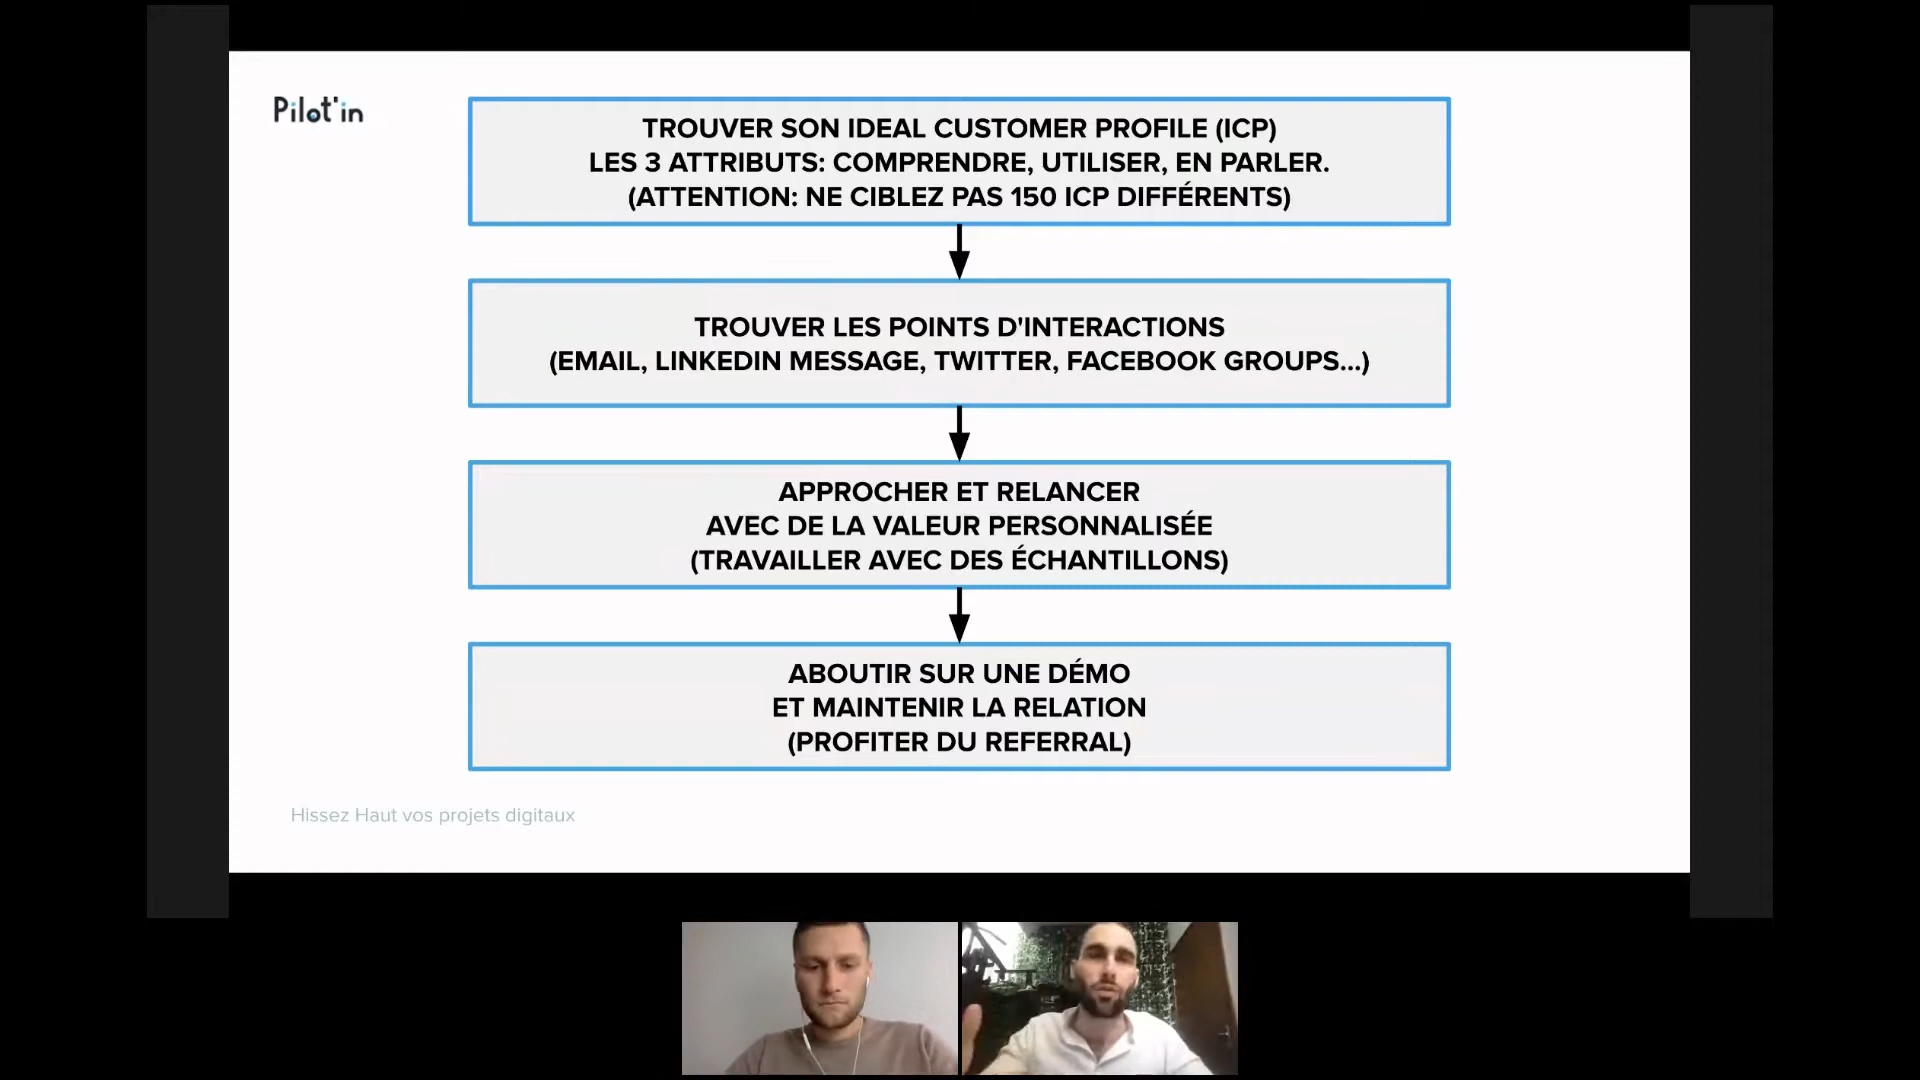 Pilot'in
TROUVER SON IDEAL CUSTOMER PROFILE (ICP)
LES 3 ATTRIBUTS: COMPRENDRE, UTILISER, EN PARLER.
(ATTENTION: NE CIBLEZ PAS 150 ICP DIFFÉRENTS)
TROUVER LES POINTS D'INTERACTIONS
(EMAIL, LINKEDIN MESSAGE, TWITTER, FACEBOOK GROUPS...)
APPROCHER ET RELANCER
AVEC DE LA VALEUR PERSONNALISÉE
(TRAVAILLER AVEC DES ÉCHANTILLONS)
ABOUTIR SUR UNE DÉMO
ET MAINTENIR LA RELATION
(PROFITER DU REFERRAL)
Hissez Haut vos projets digitaux